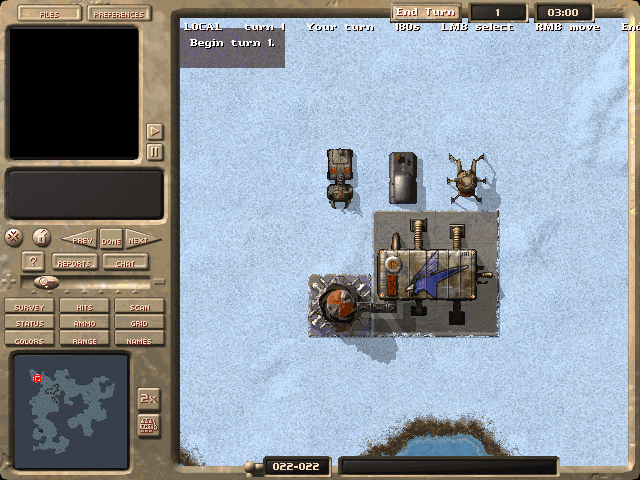 FILES PREFERENCES End Turn 1 03:00
LOCAL turn 1 Your turn 180s LMB select RMB move En
Begin turn 1.
PREV DONE NEXT
? REPORTS CHAT
SURVEY HITS SCAN
STATUS AMMO GRID
COLORS RANGE NAMES
2x
022-022